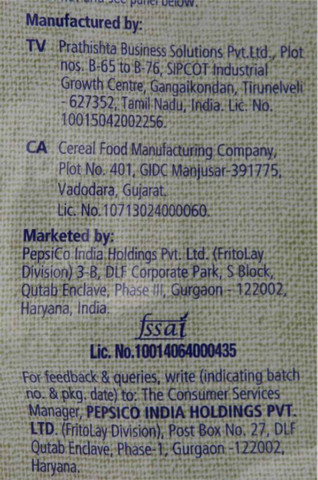 and see panel below.
Manufactured by:
TV Prathishta Business Solutions Pvt.Ltd., Plot
nos. B-65 to B-76, SIPCOT Industrial
Growth Centre, Gangaikondan, Tirunelveli
- 627352, Tamil Nadu, India. Lic. No.
10015042002256.
CA Cereal Food Manufacturing Company,
Plot No. 401, GIDC Manjusar-391775,
Vadodara, Gujarat.
Lic. No.10713024000060.
Marketed by:
PepsiCo India Holdings Pvt. Ltd. (FritoLay
Division) 3-B, DLF Corporate Park, S Block,
Qutab Enclave, Phase III, Gurgaon - 122002,
Haryana, India.
fssai
Lic. No.10014064000435
For feedback & queries, write (indicating batch
no. & pkg. date) to: The Consumer Services
Manager, PEPSICO INDIA HOLDINGS PVT.
LTD. (FritoLay Division), Post Box No. 27, DLF
Qutab Enclave, Phase-1, Gurgaon -122002,
Haryana.